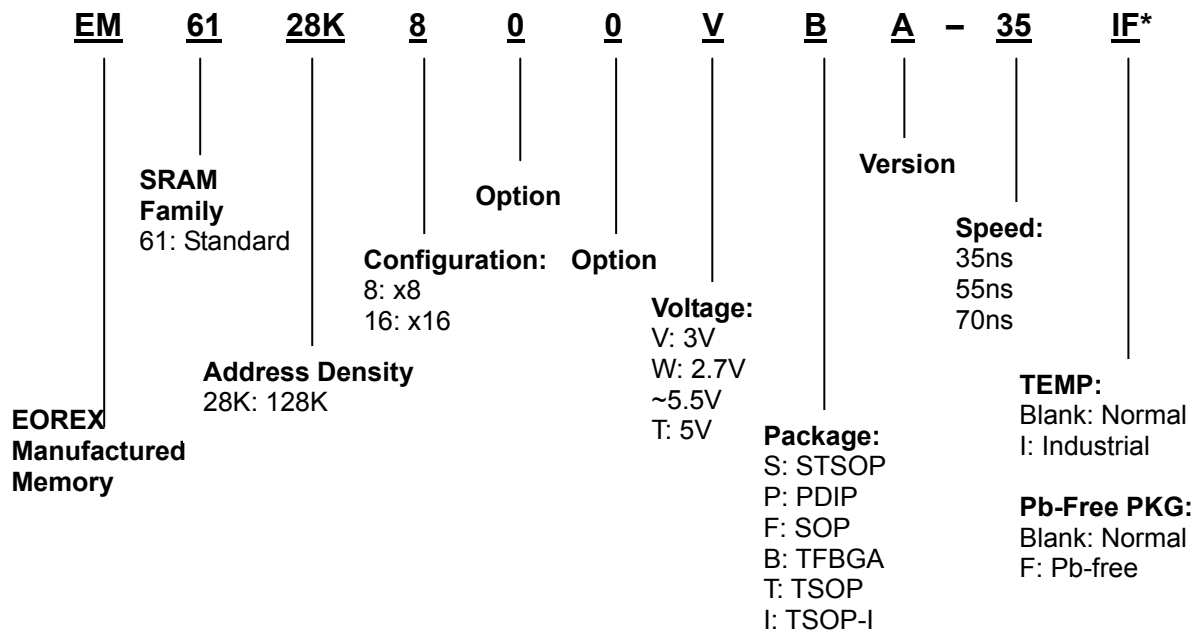 EM 61 28K 8 0 0 V B A – 35 IF*
SRAM
Family
61: Standard
Address Density
28K: 128K
EOREX
Manufactured
Memory
Configuration:
8: x8
16: x16
Option
Option
Voltage:
V: 3V
W: 2.7V
~5.5V
T: 5V
Package:
S: STSOP
P: PDIP
F: SOP
B: TFBGA
T: TSOP
I: TSOP-I
Version
Speed:
35ns
55ns
70ns
TEMP:
Blank: Normal
I: Industrial
Pb-Free PKG:
Blank: Normal
F: Pb-free